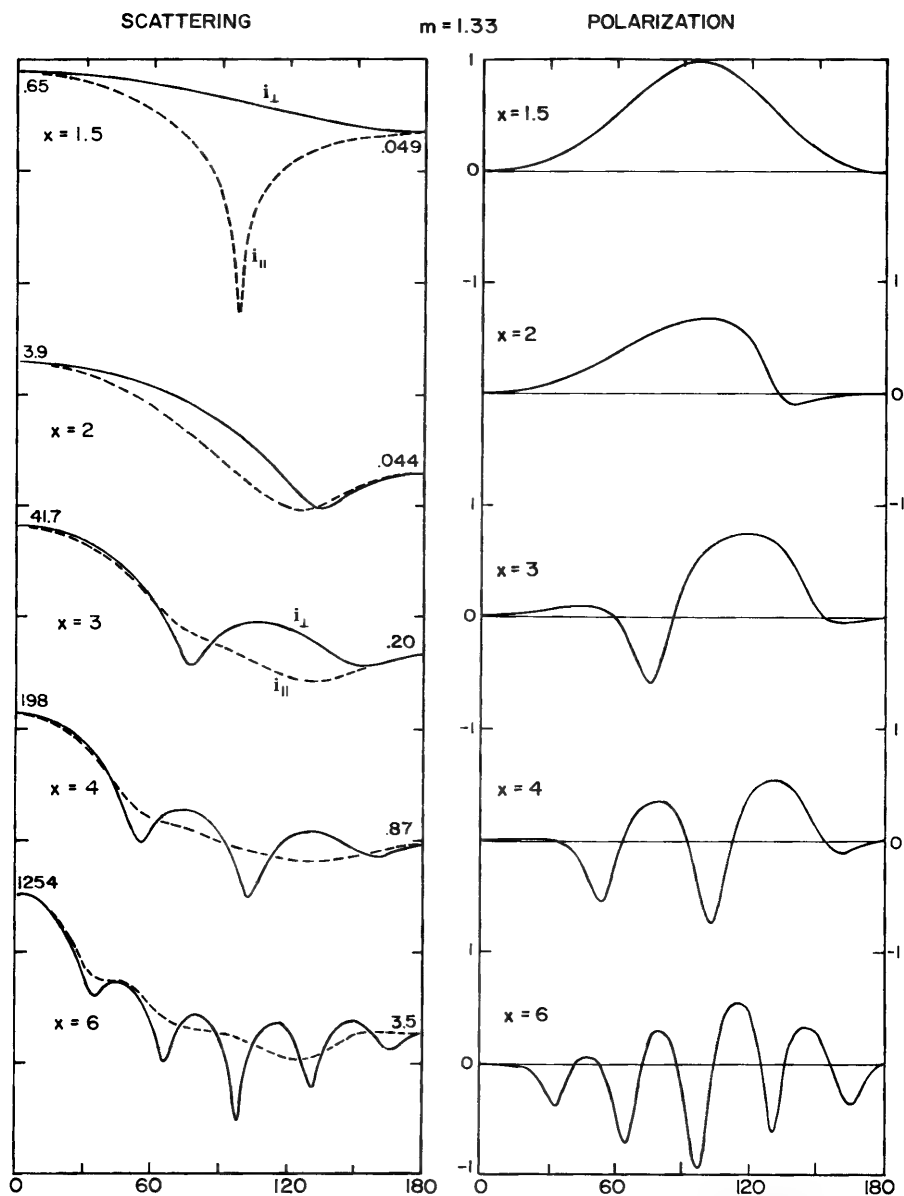 SCATTERING
m = 1.33
POLARIZATION
.65
i⊥
x = 1.5
.049
i||
1
x = 1.5
0
-1
1
3.9
x = 2
.044
x = 2
0
1
-1
41.7
x = 3
i⊥
.20
i||
x = 3
0
-1
1
198
x = 4
.87
x = 4
0
1
-1
1254
x = 6
3.5
x = 6
0
-1
0
60
120
180
0
60
120
180